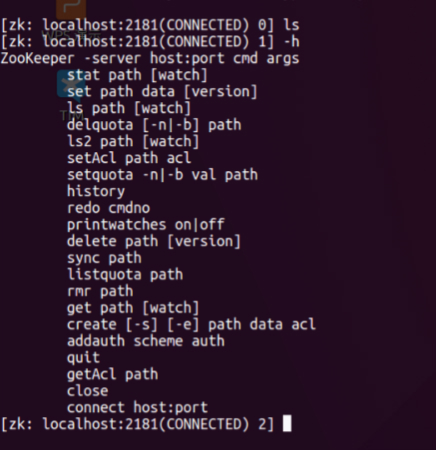 [zk: localhost:2181(CONNECTED) 0] ls
[zk: localhost:2181(CONNECTED) 1] -h
ZooKeeper -server host:port cmd args
stat path [watch]
set path data [version]
ls path [watch]
delquota [-n|-b] path
ls2 path [watch]
setAcl path acl
setquota -n|-b val path
history
redo cmdno
printwatches on|off
delete path [version]
sync path
listquota path
rmr path
get path [watch]
create [-s] [-e] path data acl
addauth scheme auth
quit
getAcl path
close
connect host:port
[zk: localhost:2181(CONNECTED) 2]